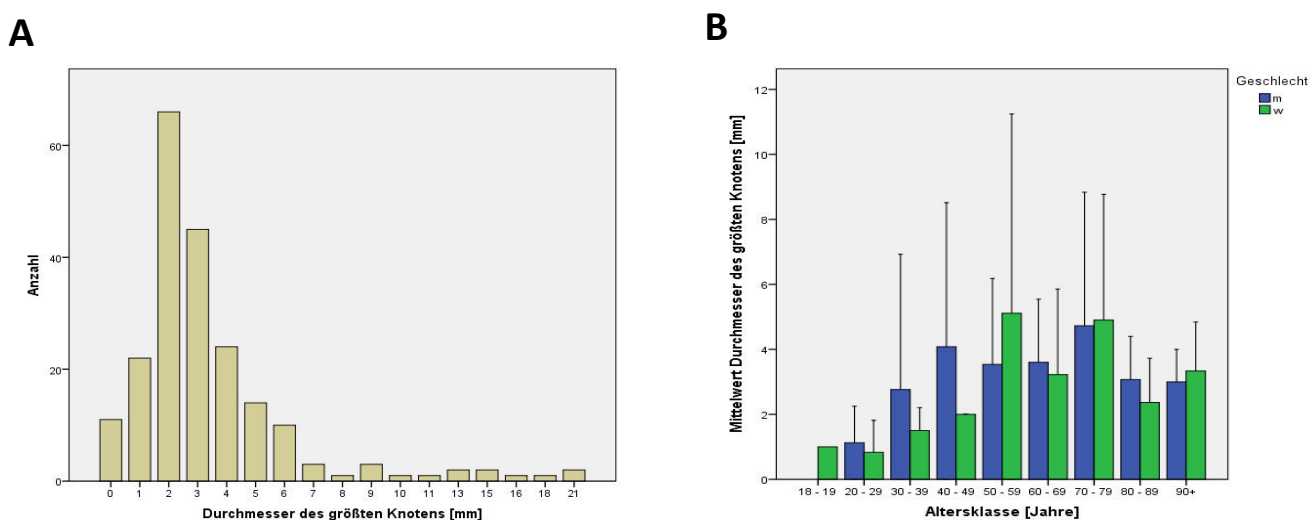 A
Anzahl
60
40
20
0
0 1 2 3 4 5 6 7 8 9 10 11 13 15 16 18 21
Durchmesser des größten Knotens [mm]
B
Mittelwert Durchmesser des größten Knotens [mm]
12
10
8
6
4
2
0
18 - 19 20 - 29 30 - 39 40 - 49 50 - 59 60 - 69 70 - 79 80 - 89 90+
Altersklasse [Jahre]
Geschlecht
m
w